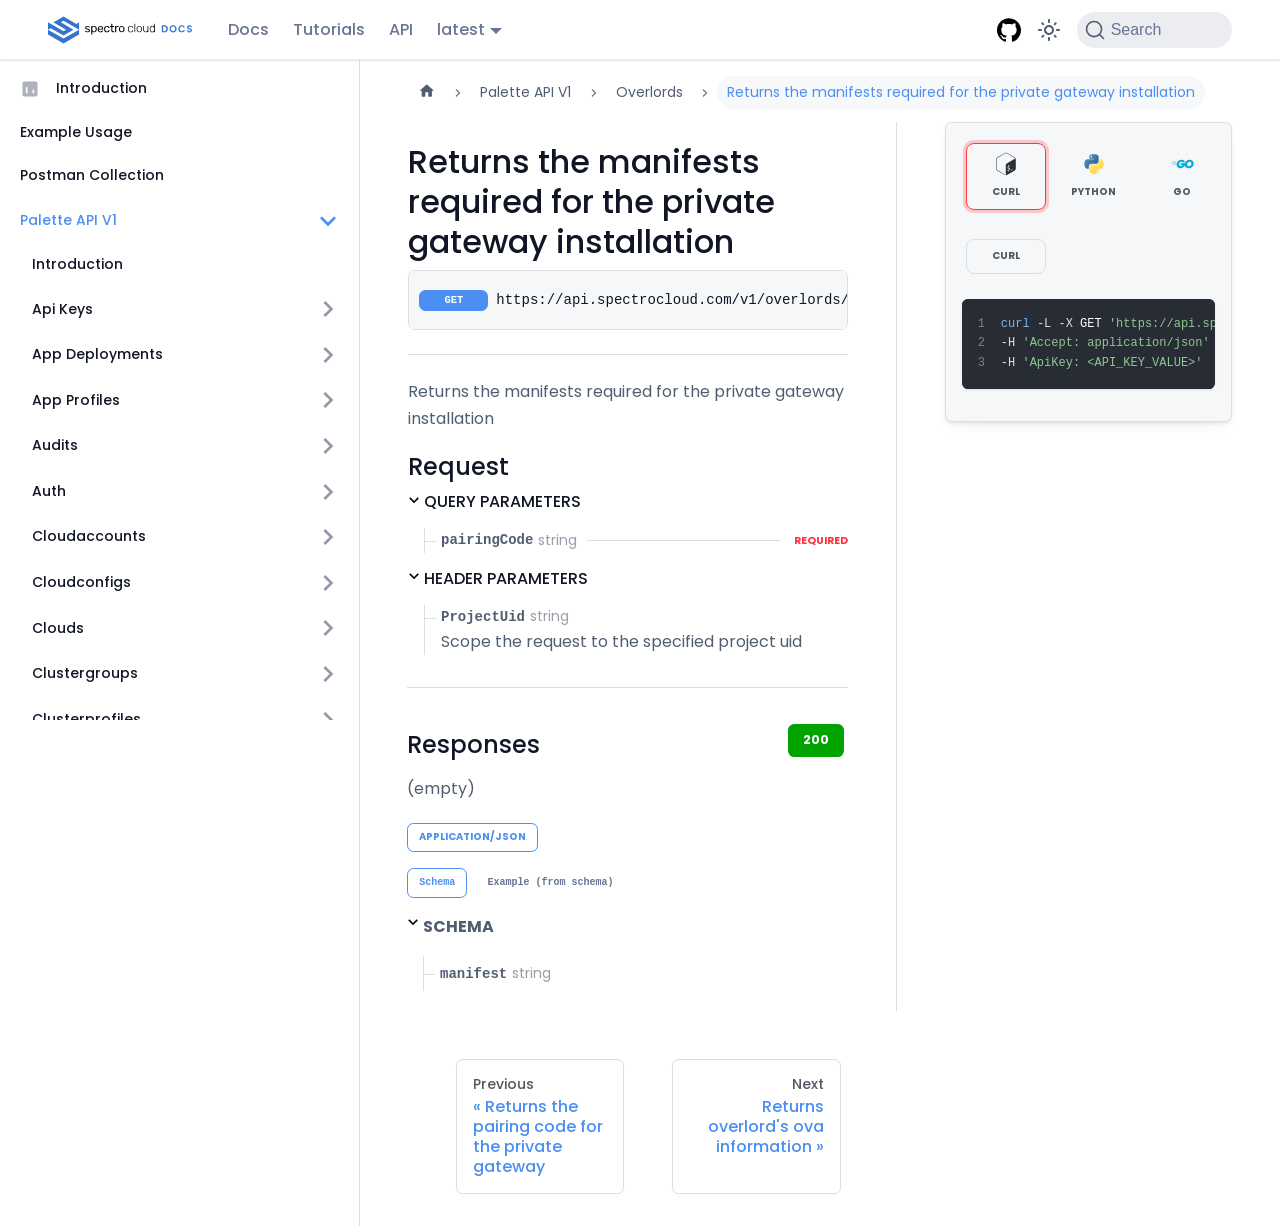 spectro cloud DOCS
Docs
Tutorials
API
latest
Search
Introduction
Example Usage
Postman Collection
Palette API V1
Introduction
Api Keys
App Deployments
App Profiles
Audits
Auth
Cloudaccounts
Cloudconfigs
Clouds
Clustergroups
Clusterprofiles
Palette API V1
Overlords
Returns the manifests required for the private gateway installation
Returns the manifests
required for the private
gateway installation
GET https://api.spectrocloud.com/v1/overlords/
Returns the manifests required for the private gateway
installation
Request
QUERY PARAMETERS
pairingCode string REQUIRED
HEADER PARAMETERS
ProjectUid string
Scope the request to the specified project uid
Responses
200
(empty)
APPLICATION/JSON
Schema
Example (from schema)
SCHEMA
manifest string
Previous
« Returns the
pairing code for
the private
gateway
Next
Returns
overlord's ova
information »
CURL
PYTHON
GO
CURL
1 curl -L -X GET 'https://api.sp
2 -H 'Accept: application/json'
3 -H 'ApiKey: <API_KEY_VALUE>'